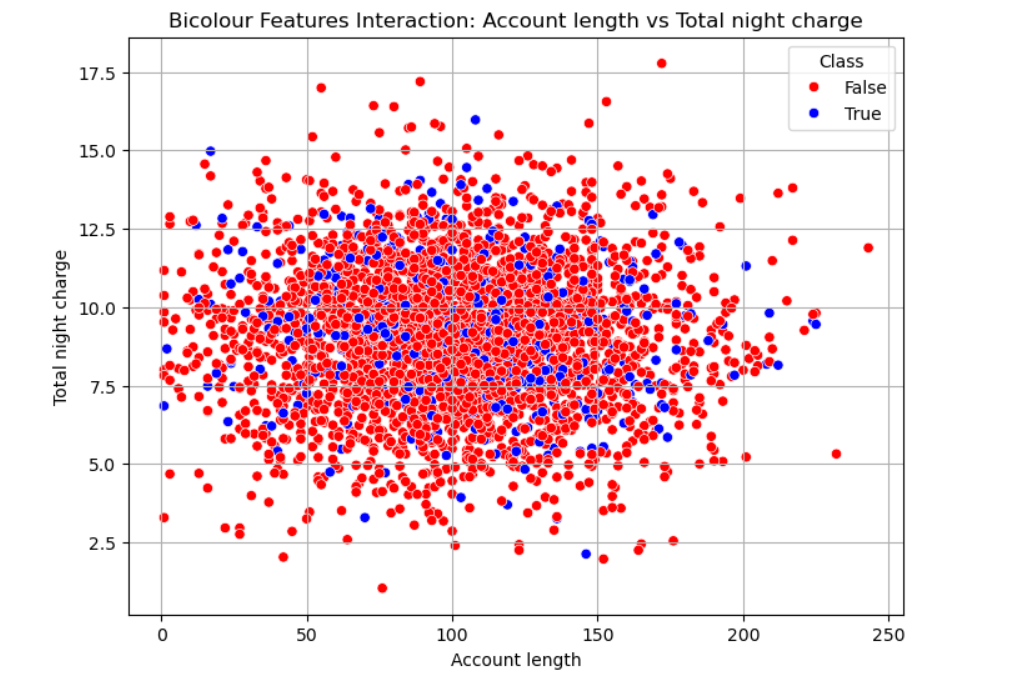 Bicolour Features Interaction: Account length vs Total night charge
Class
False
True
Total night charge
17.5
15.0
12.5
10.0
7.5
5.0
2.5
0 50 100 150 200 250
Account length